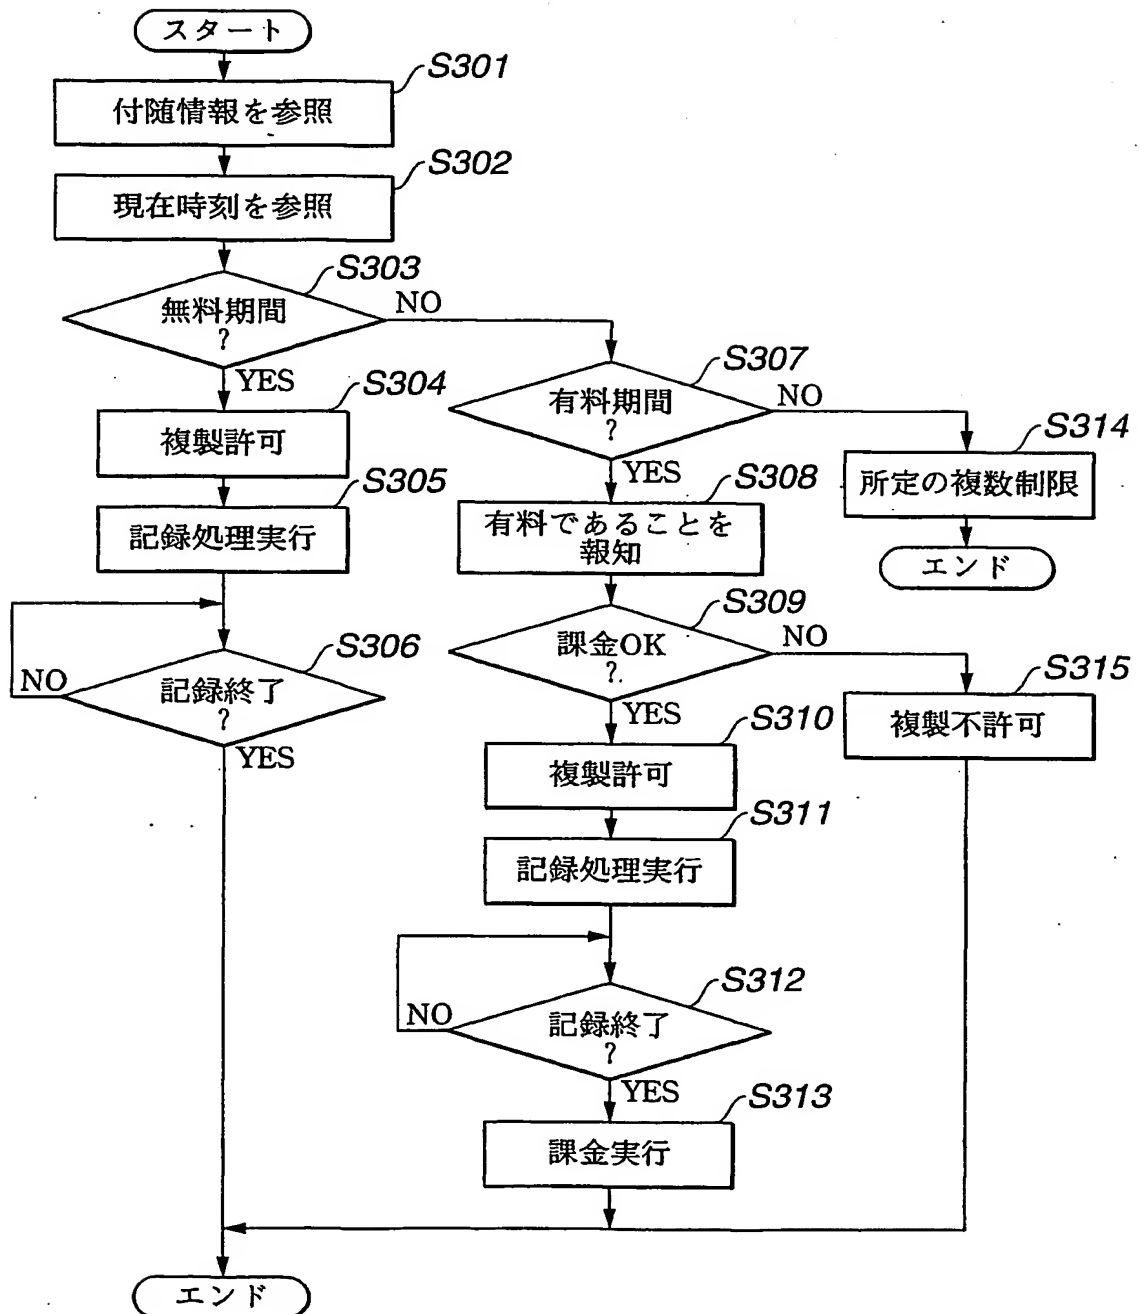 スタート
S301
付随情報を参照
S302
現在時刻を参照
S303
無料期間
?
NO
YES
S304
複製許可
S305
記録処理実行
S306
記録終了
?
NO
YES
S307
有料期間
?
NO
YES
S314
所定の複数制限
エンド
S308
有料であることを
報知
S309
課金OK
?
NO
YES
S315
複製不許可
S310
複製許可
S311
記録処理実行
S312
記録終了
?
NO
YES
S313
課金実行
エンド